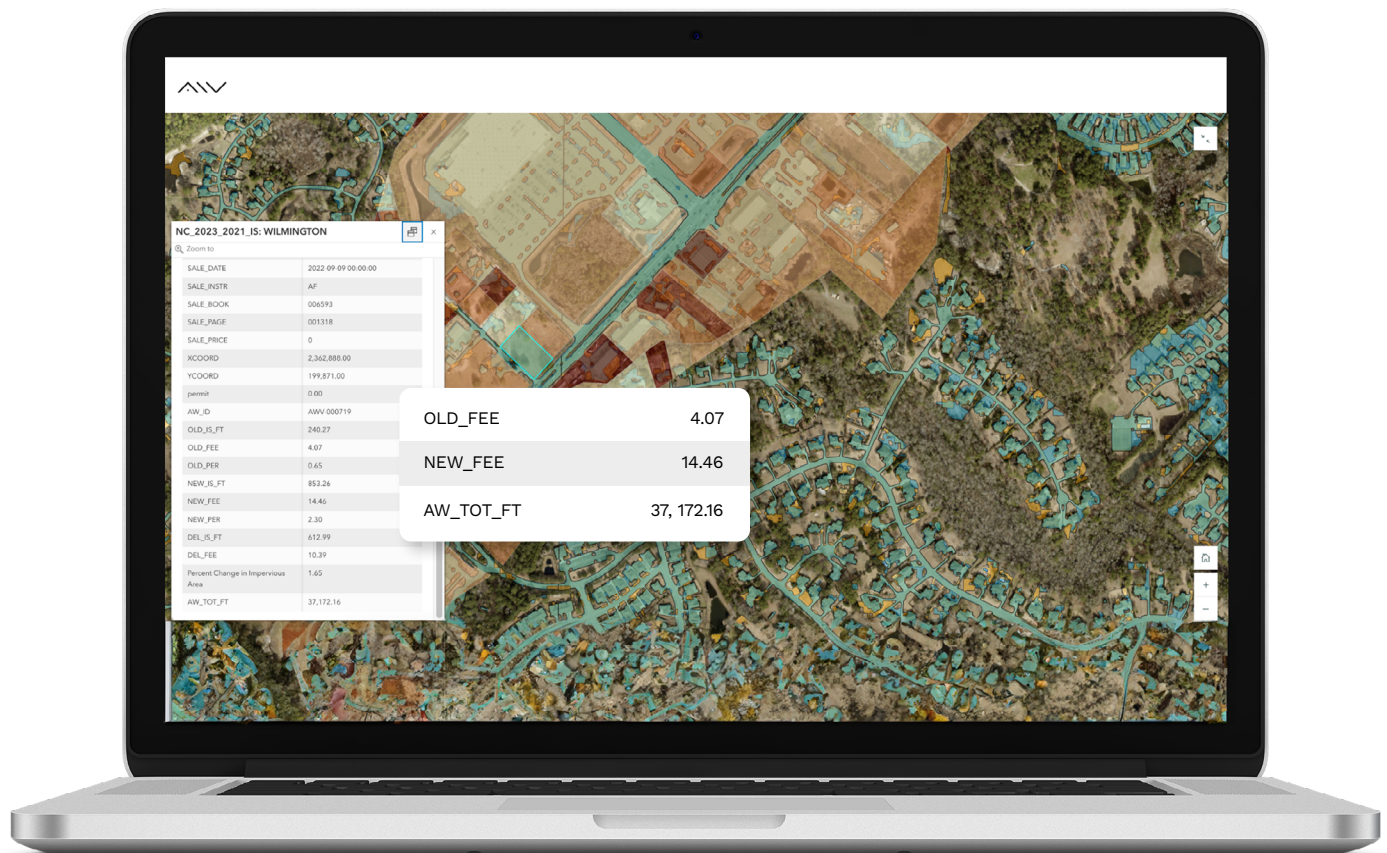 NC_2023_2021_IS: WILMINGTON
Zoom to
SALE_DATE 2022-09-09 00:00:00
SALE_INSTR AF
SALE_BOOK 006593
SALE_PAGE 001318
SALE_PRICE 0
XCOORD 2,362,888.00
YCOORD 199,871.00
permit 0.00
AW_ID AWV-000719
OLD_IS_FT 240.27
OLD_FEE 4.07
OLD_PER 0.65
NEW_IS_FT 853.26
NEW_FEE 14.46
NEW_PER 2.30
DEL_IS_FT 612.99
DEL_FEE 10.39
Percent Change in Impervious 1.65
Area
AW_TOT_FT 37,172.16
OLD_FEE 4.07
NEW_FEE 14.46
AW_TOT_FT 37, 172.16